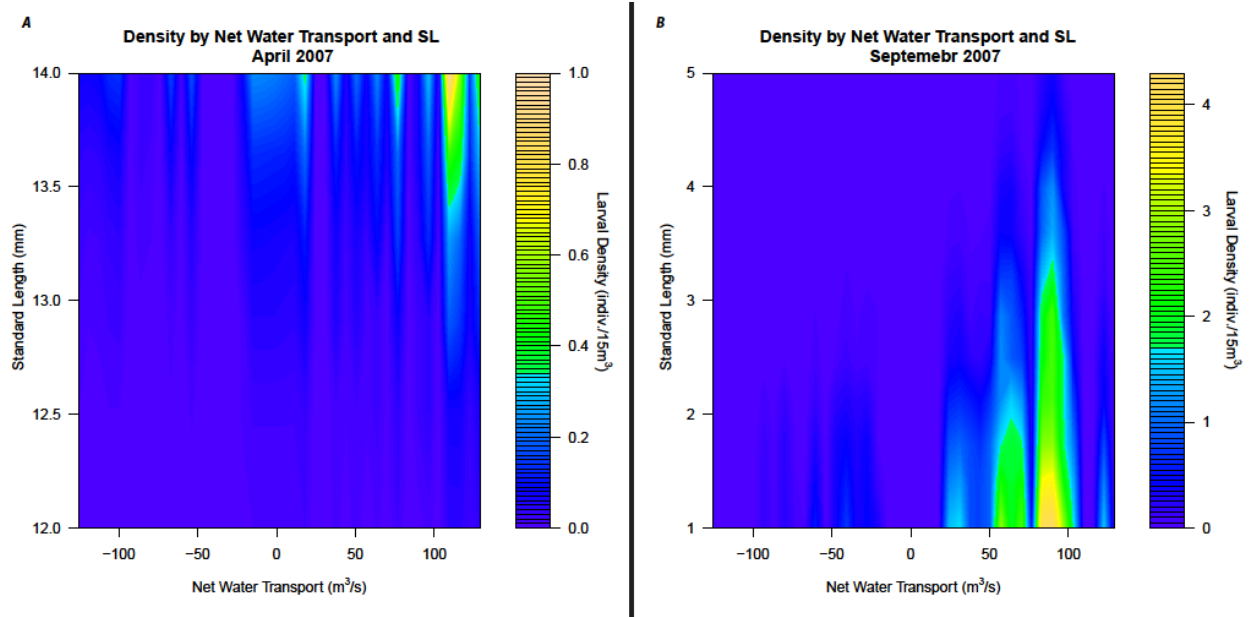 A
Density by Net Water Transport and SL
April 2007
14.0
13.5
13.0
12.5
12.0
Standard Length (mm)
−100
−50
0
50
100
Net Water Transport (m³/s)
1.0
0.8
0.6
0.4
0.2
0.0
Larval Density (indiv./15m³)
B
Density by Net Water Transport and SL
Septemebr 2007
5
4
3
2
1
Standard Length (mm)
−100
−50
0
50
100
Net Water Transport (m³/s)
4
3
2
1
0
Larval Density (indiv./15m³)